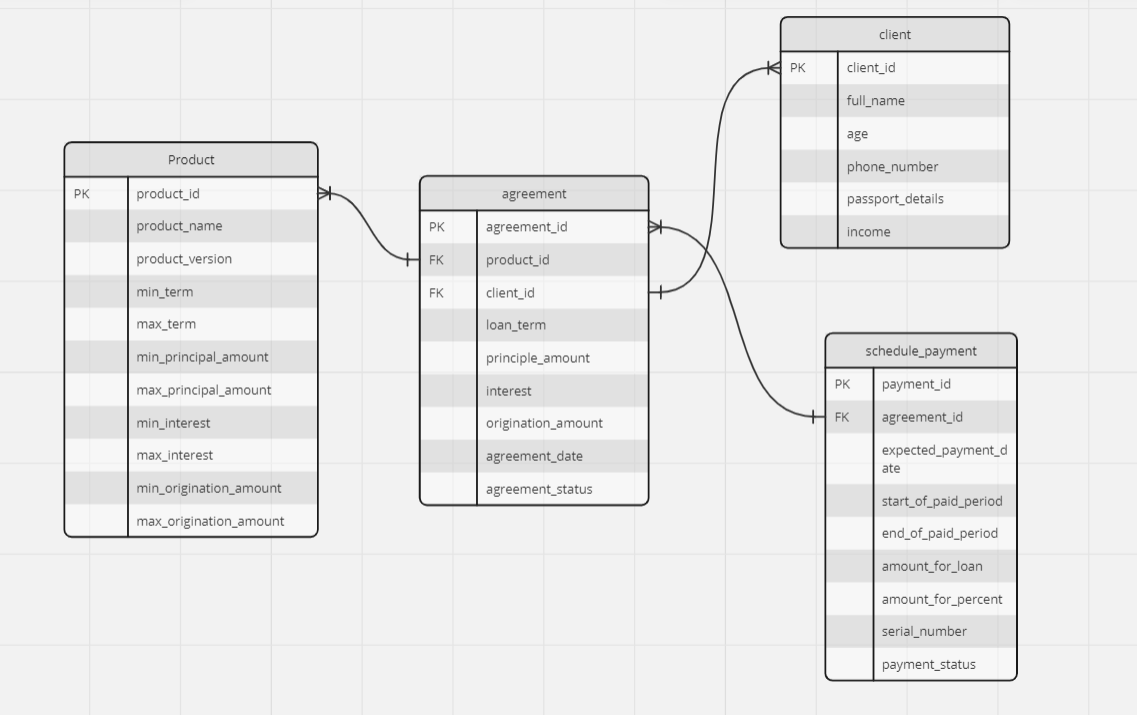 Product
PK product_id
product_name
product_version
min_term
max_term
min_principal_amount
max_principal_amount
min_interest
max_interest
min_origination_amount
max_origination_amount
agreement
PK agreement_id
FK product_id
FK client_id
loan_term
principle_amount
interest
origination_amount
agreement_date
agreement_status
client
PK client_id
full_name
age
phone_number
passport_details
income
schedule_payment
PK payment_id
FK agreement_id
expected_payment_d
ate
start_of_paid_period
end_of_paid_period
amount_for_loan
amount_for_percent
serial_number
payment_status